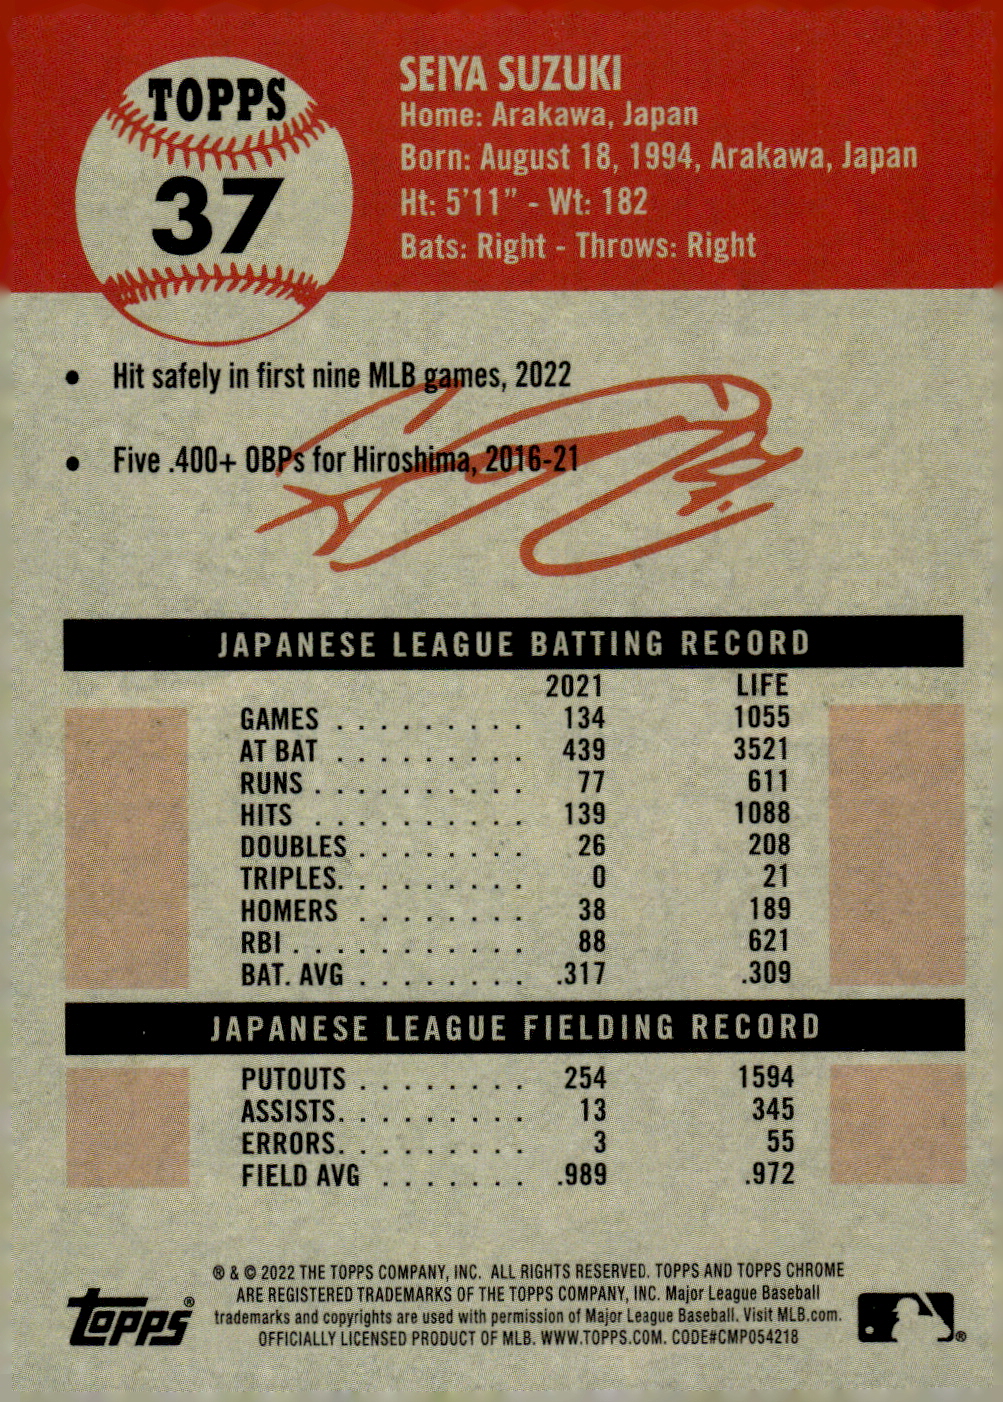 TOPPS
37
SEIYA SUZUKI
Home: Arakawa, Japan
Born: August 18, 1994, Arakawa, Japan
Ht: 5'11" - Wt: 182
Bats: Right - Throws: Right
• Hit safely in first nine MLB games, 2022
• Five .400+ OBPs for Hiroshima, 2016-21
JAPANESE LEAGUE BATTING RECORD
2021 LIFE
GAMES . . . . . . . . . 134 1055
AT BAT . . . . . . . . . 439 3521
RUNS . . . . . . . . . . 77 611
HITS . . . . . . . . . . 139 1088
DOUBLES . . . . . . . . 26 208
TRIPLES. . . . . . . . . 0 21
HOMERS . . . . . . . . 38 189
RBI . . . . . . . . . . . 88 621
BAT. AVG . . . . . . . . .317 .309
JAPANESE LEAGUE FIELDING RECORD
PUTOUTS . . . . . . . . 254 1594
ASSISTS. . . . . . . . . 13 345
ERRORS. . . . . . . . . 3 55
FIELD AVG . . . . . . . .989 .972
® & © 2022 THE TOPPS COMPANY, INC. ALL RIGHTS RESERVED. TOPPS AND TOPPS CHROME
ARE REGISTERED TRADEMARKS OF THE TOPPS COMPANY, INC. Major League Baseball
trademarks and copyrights are used with permission of Major League Baseball. Visit MLB.com.
OFFICIALLY LICENSED PRODUCT OF MLB. WWW.TOPPS.COM. CODE#CMP054218
Topps®
®